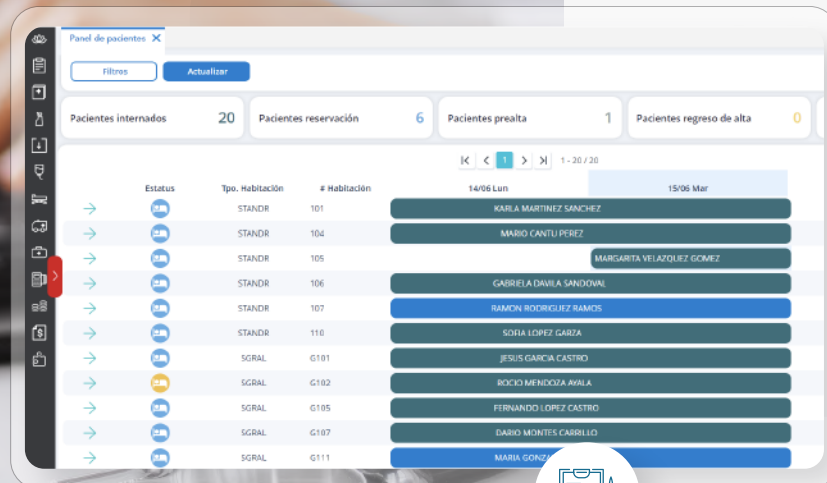 Panel de pacientes X
Filtros Actualizar
Pacientes internados 20 Pacientes reservación 6 Pacientes prealta 1 Pacientes regreso de alta 0
1 1 - 20 / 20
Estatus Tpo. Habitación # Habitación 14/06 Lun 15/06 Mar
STANDR 101 KARLA MARTINEZ SANCHEZ
STANDR 104 MARIO CANTU PEREZ
STANDR 105 MARGARITA VELAZQUEZ GOMEZ
STANDR 106 GABRIELA DAVILA SANDOVAL
STANDR 107 RAMON RODRIGUEZ RAMOS
STANDR 110 SOFIA LOPEZ GARZA
SGRAL G101 JESUS GARCIA CASTRO
SGRAL G102 ROCIO MENDOZA AYALA
SGRAL G105 FERNANDO LOPEZ CASTRO
SGRAL G107 DARIO MONTES CARRILLO
SGRAL G111 MARIA